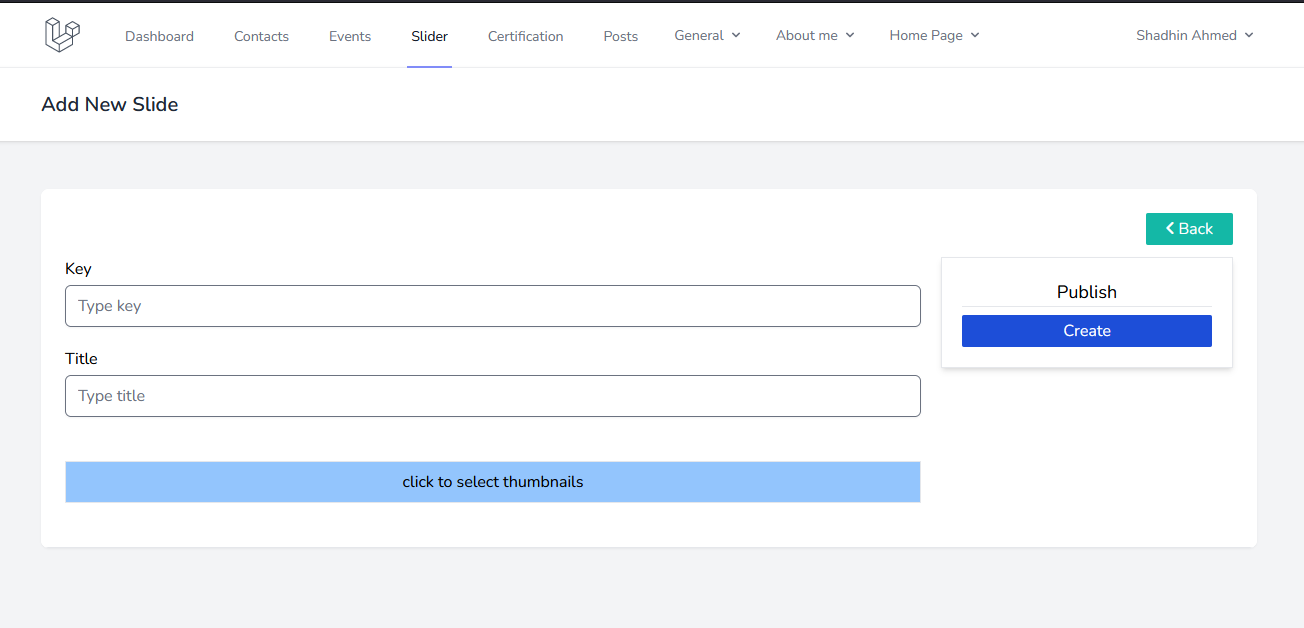 Dashboard Contacts Events Slider Certification Posts General About me Home Page Shadhin Ahmed
Add New Slide
Back
Key
Type key
Title
Type title
click to select thumbnails
Publish
Create